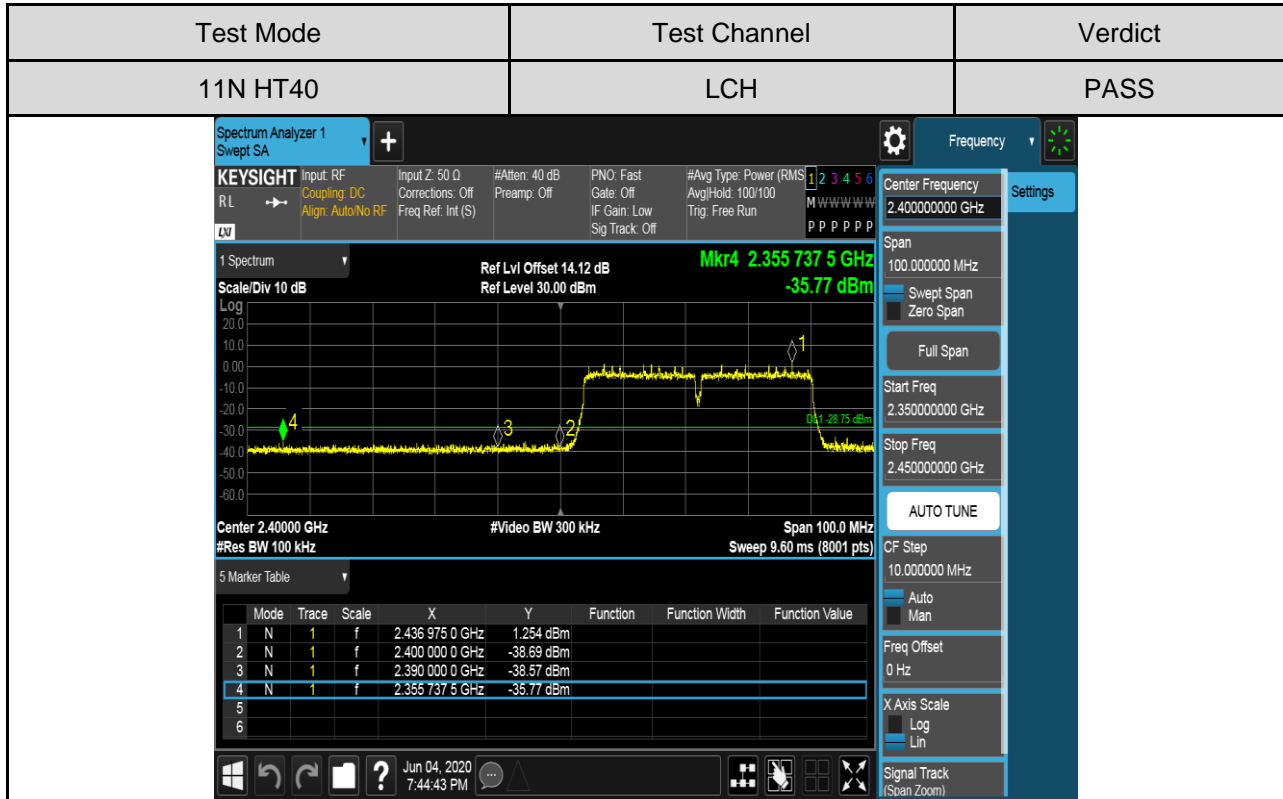 Test Mode Test Channel Verdict
11N HT40 LCH PASS
Spectrum Analyzer 1
Swept SA
+
Frequency
KEYSIGHT Input: RF Input Z: 50 Ω #Atten: 40 dB PNO: Fast #Avg Type: Power (RMS 1 2 3 4 5 6
RL Coupling: DC Corrections: Off Preamp: Off Gate: Off Avg|Hold: 100/100 M W W W W W
Align: Auto/No RF Freq Ref: Int (S) IF Gain: Low Trig: Free Run
LXI Sig Track: Off P P P P P P
Center Frequency
2.400000000 GHz
Settings
1 Spectrum Ref Lvl Offset 14.12 dB Mkr4 2.355 737 5 GHz
Scale/Div 10 dB Ref Level 30.00 dBm -35.77 dBm
Log
20.0
10.0
0.00
-10.0
-20.0
-30.0
-40.0
-50.0
-60.0
1
2
3
4
DL1 -28.75 dBm
Center 2.40000 GHz #Video BW 300 kHz Span 100.0 MHz
#Res BW 100 kHz Sweep 9.60 ms (8001 pts)
Span
100.000000 MHz
Swept Span
Zero Span
Full Span
Start Freq
2.350000000 GHz
Stop Freq
2.450000000 GHz
AUTO TUNE
CF Step
10.000000 MHz
Auto
Man
Freq Offset
0 Hz
X Axis Scale
Log
Lin
Signal Track
(Span Zoom)
5 Marker Table
Mode Trace Scale X Y Function Function Width Function Value
1 N 1 f 2.436 975 0 GHz 1.254 dBm
2 N 1 f 2.400 000 0 GHz -38.69 dBm
3 N 1 f 2.390 000 0 GHz -38.57 dBm
4 N 1 f 2.355 737 5 GHz -35.77 dBm
5
6
? Jun 04, 2020
7:44:43 PM